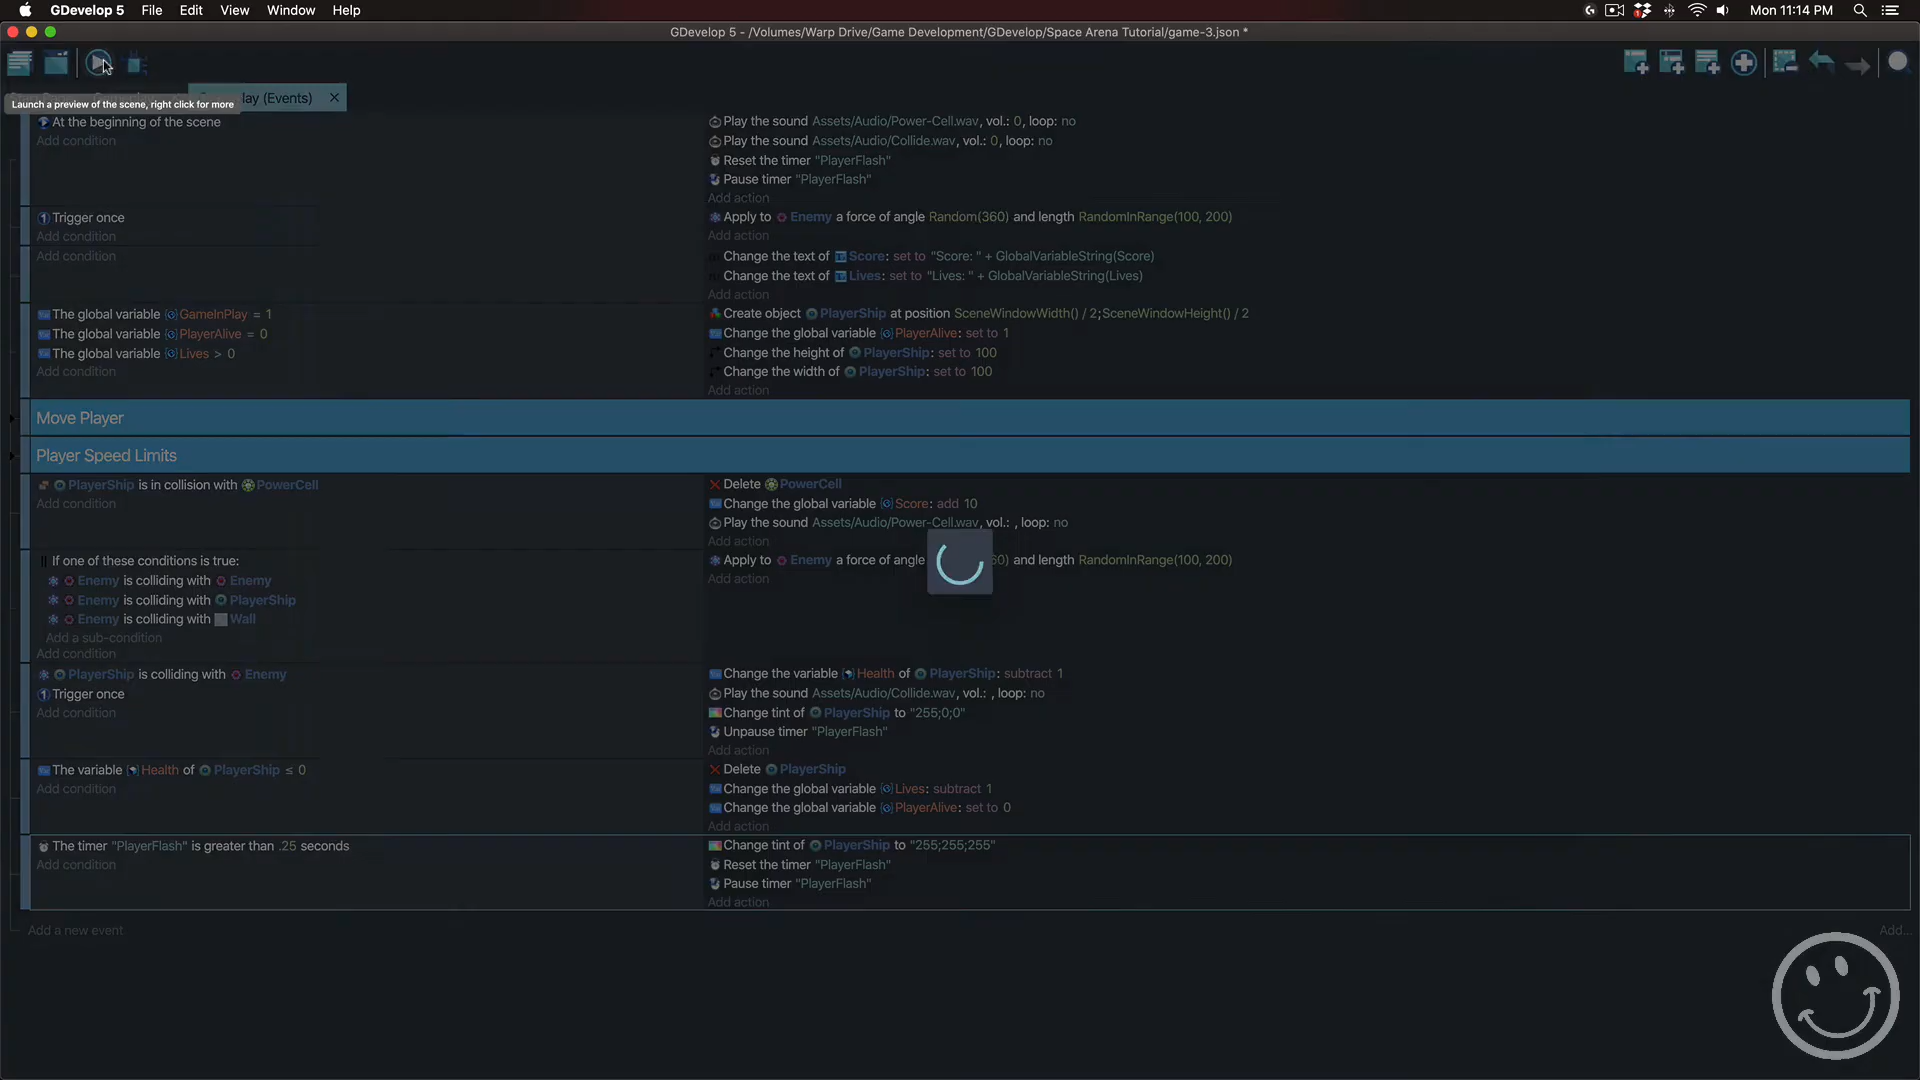 GDevelop 5 File Edit View Window Help Mon 11:14 PM
GDevelop 5 - /Volumes/Warp Drive/Game Development/GDevelop/Space Arena Tutorial/game-3.json *
Launch a preview of the scene, right click for more
lay (Events) ×
At the beginning of the scene
Add condition
Play the sound Assets/Audio/Power-Cell.wav, vol.: 0, loop: no
Play the sound Assets/Audio/Collide.wav, vol.: 0, loop: no
Reset the timer "PlayerFlash"
Pause timer "PlayerFlash"
Add action
Trigger once
Add condition
Apply to Enemy a force of angle Random(360) and length RandomInRange(100, 200)
Add action
Add condition
Change the text of Score: set to "Score: " + GlobalVariableString(Score)
Change the text of Lives: set to "Lives: " + GlobalVariableString(Lives)
Add action
The global variable GameInPlay = 1
The global variable PlayerAlive = 0
The global variable Lives > 0
Add condition
Create object PlayerShip at position SceneWindowWidth() / 2;SceneWindowHeight() / 2
Change the global variable PlayerAlive: set to 1
Change the height of PlayerShip: set to 100
Change the width of PlayerShip: set to 100
Add action
Move Player
Player Speed Limits
PlayerShip is in collision with PowerCell
Add condition
Delete PowerCell
Change the global variable Score: add 10
Play the sound Assets/Audio/Power-Cell.wav, vol.: , loop: no
Add action
If one of these conditions is true:
Enemy is colliding with Enemy
Enemy is colliding with PlayerShip
Enemy is colliding with Wall
Add a sub-condition
Add condition
Apply to Enemy a force of angle 60) and length RandomInRange(100, 200)
Add action
PlayerShip is colliding with Enemy
Trigger once
Add condition
Change the variable Health of PlayerShip: subtract 1
Play the sound Assets/Audio/Collide.wav, vol.: , loop: no
Change tint of PlayerShip to "255;0;0"
Unpause timer "PlayerFlash"
Add action
The variable Health of PlayerShip ≤ 0
Add condition
Delete PlayerShip
Change the global variable Lives: subtract 1
Change the global variable PlayerAlive: set to 0
Add action
The timer "PlayerFlash" is greater than .25 seconds
Add condition
Change tint of PlayerShip to "255;255;255"
Reset the timer "PlayerFlash"
Pause timer "PlayerFlash"
Add action
Add a new event Add...